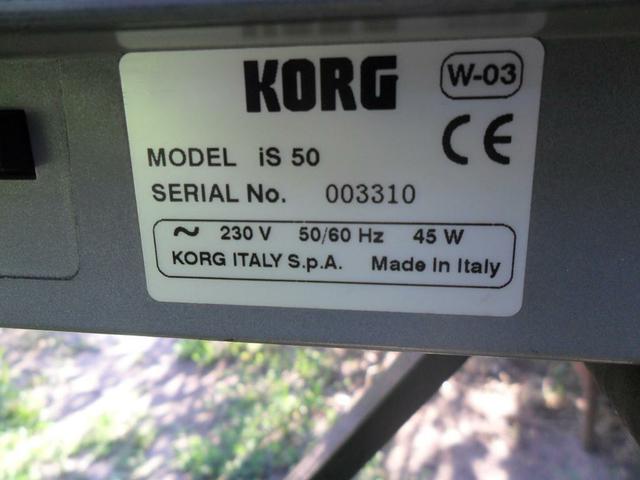 KORG
W-03
CE
MODEL iS 50
SERIAL No. 003310
~ 230 V 50/60 Hz 45 W
KORG ITALY S.p.A. Made In Italy